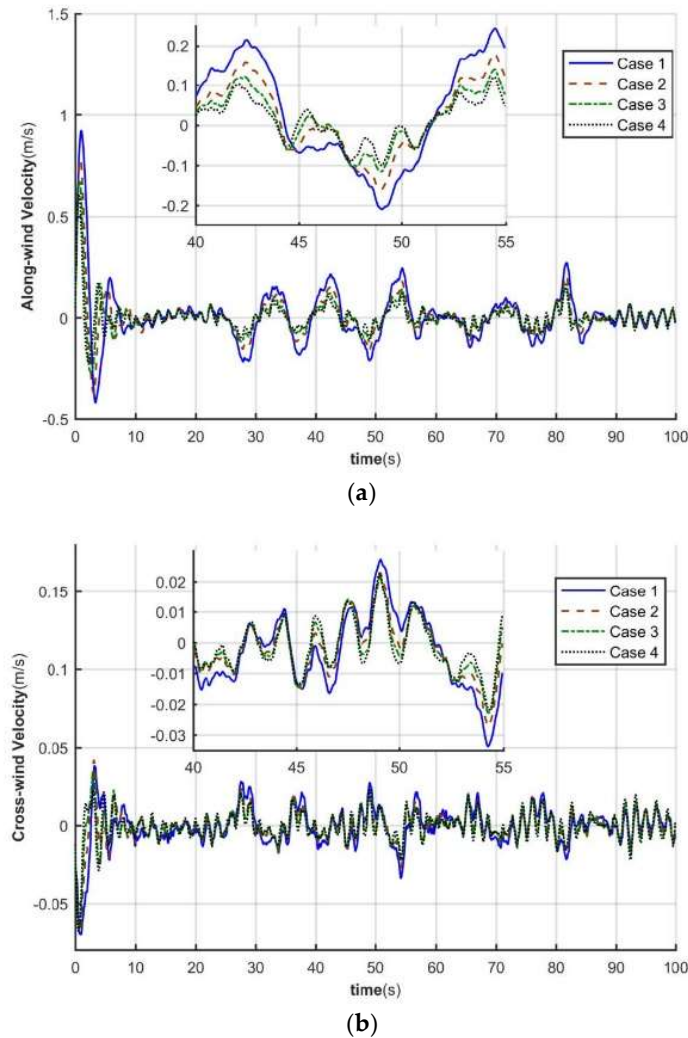 1.5
1
0.5
0
-0.5
Along-wind Velocity(m/s)
0.2
0.1
0
-0.1
-0.2
40 45 50 55
Case 1
Case 2
Case 3
Case 4
0 10 20 30 40 50 60 70 80 90 100
time(s)
(a)
0.15
0.1
0.05
0
-0.05
Cross-wind Velocity(m/s)
0.02
0.01
0
-0.01
-0.02
-0.03
40 45 50 55
Case 1
Case 2
Case 3
Case 4
0 10 20 30 40 50 60 70 80 90 100
time(s)
(b)